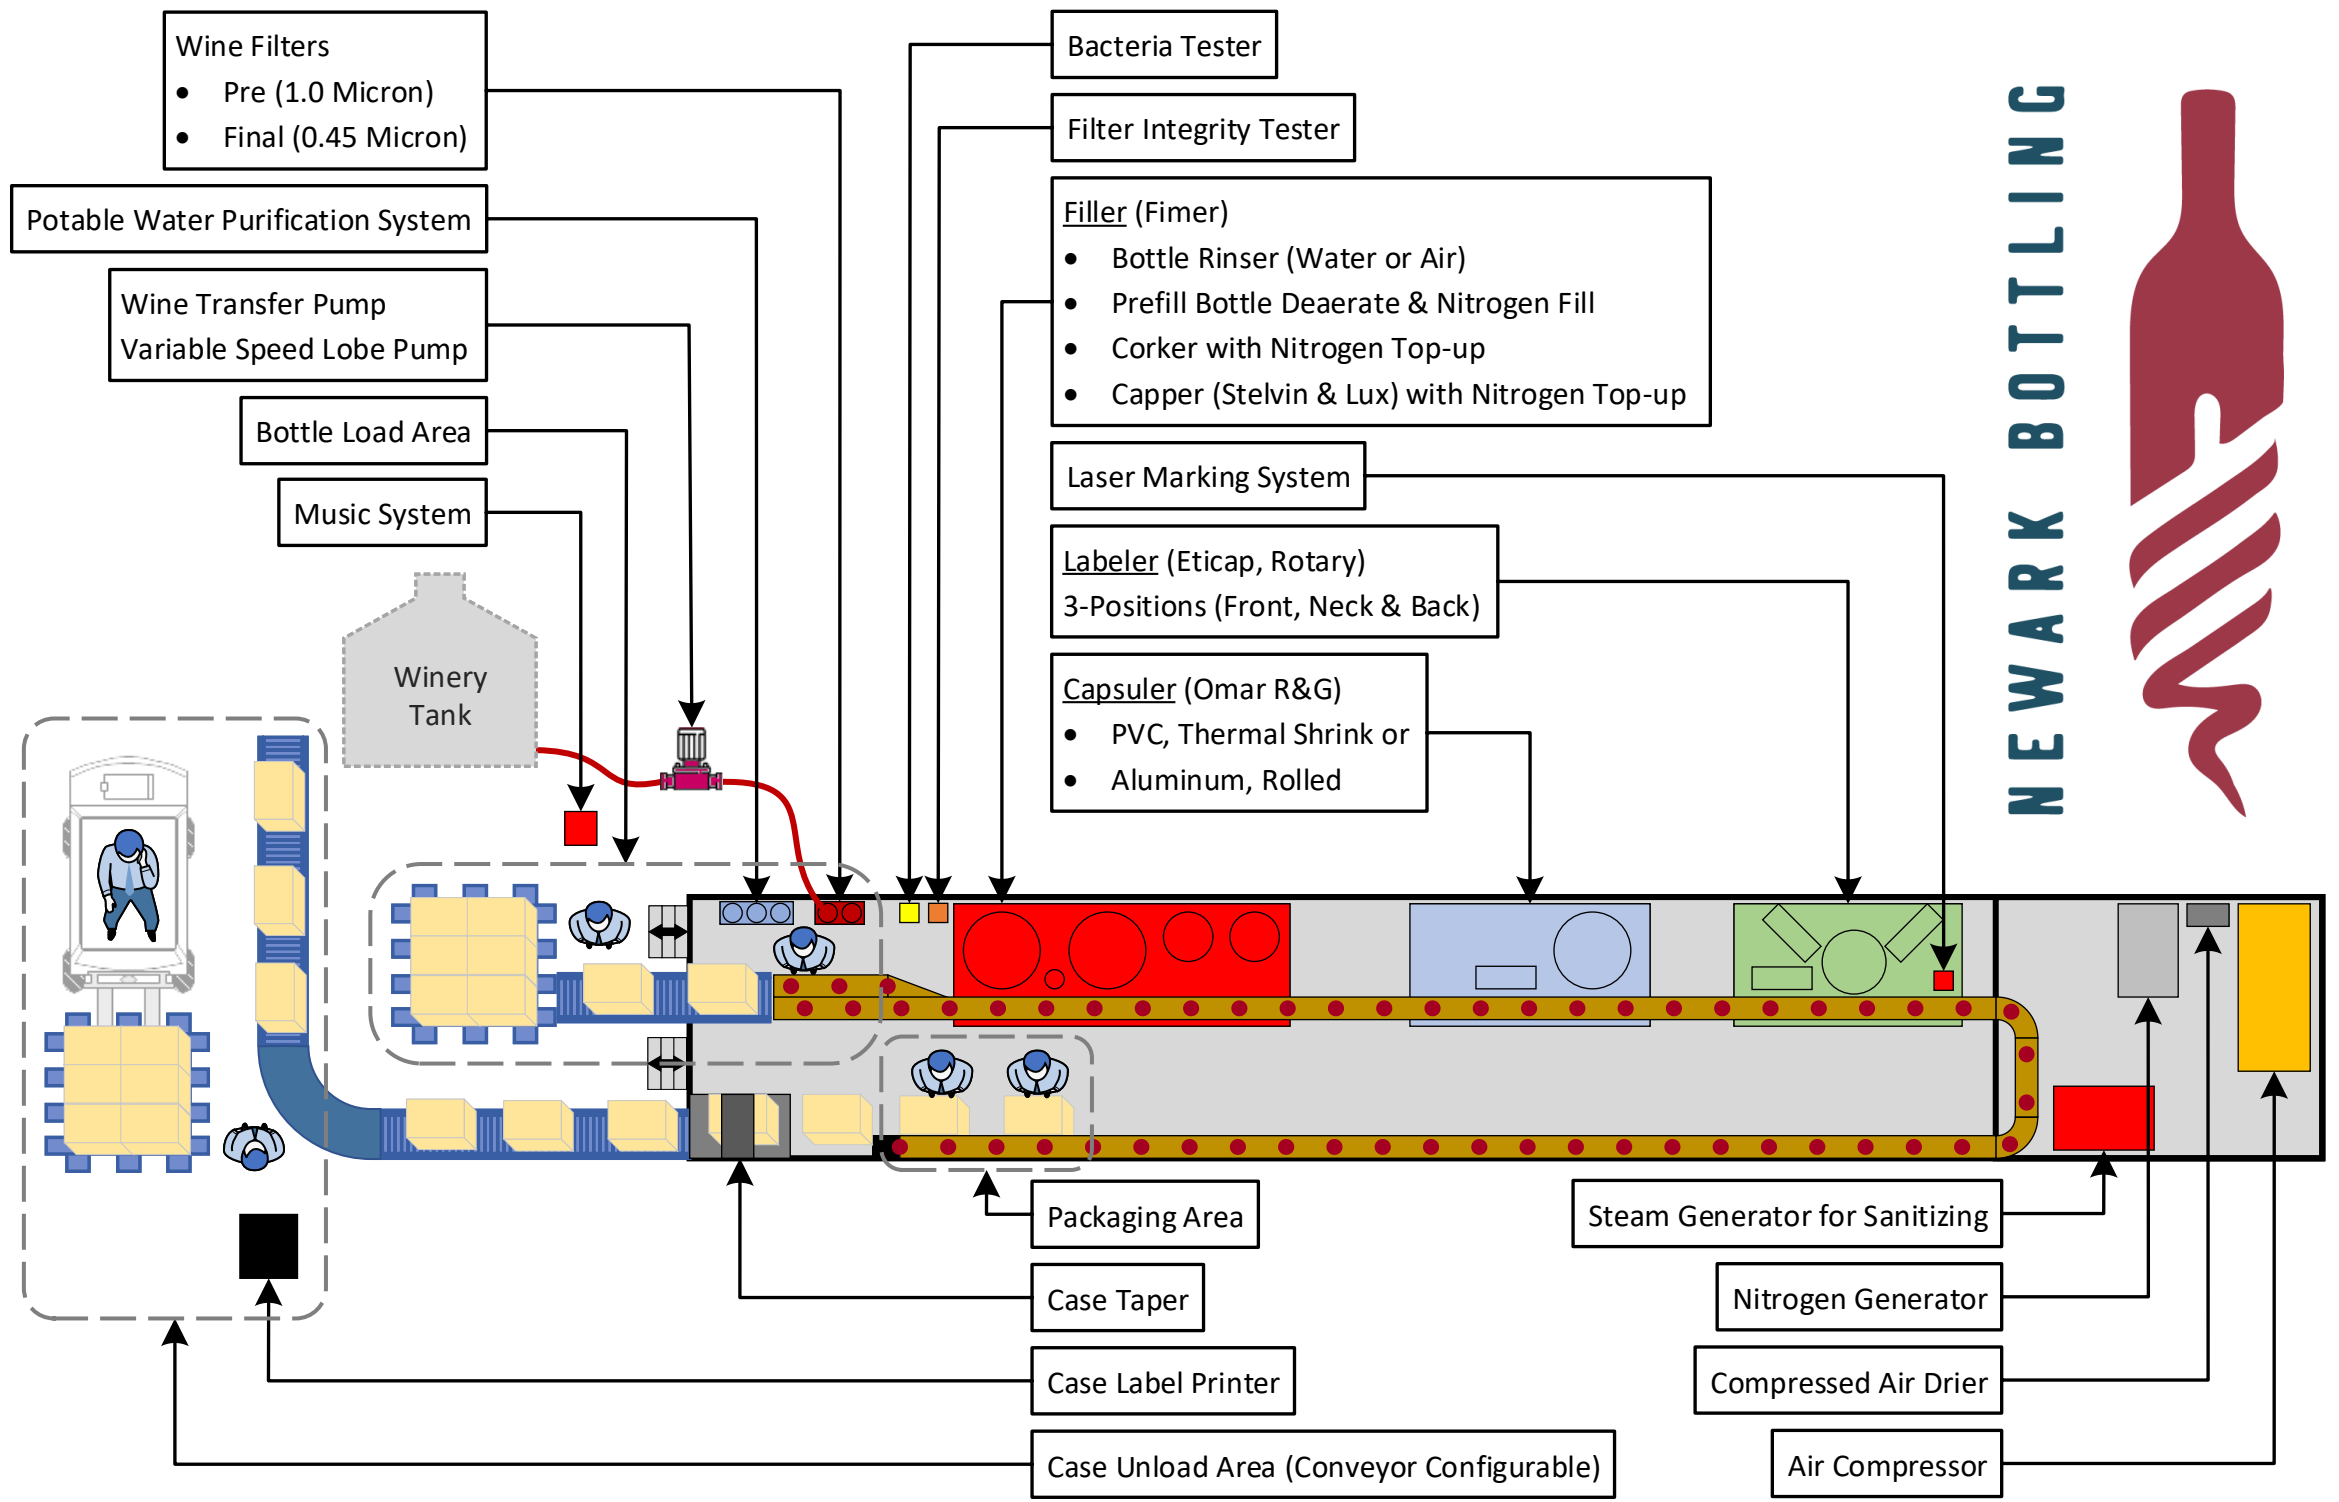 Wine Filters
• Pre (1.0 Micron)
• Final (0.45 Micron)
Potable Water Purification System
Wine Transfer Pump
Variable Speed Lobe Pump
Bottle Load Area
Music System
Winery
Tank
Bacteria Tester
Filter Integrity Tester
Filler (Fimer)
• Bottle Rinser (Water or Air)
• Prefill Bottle Deaerate & Nitrogen Fill
• Corker with Nitrogen Top-up
• Capper (Stelvin & Lux) with Nitrogen Top-up
Laser Marking System
Labeler (Eticap, Rotary)
3-Positions (Front, Neck & Back)
Capsuler (Omar R&G)
• PVC, Thermal Shrink or
• Aluminum, Rolled
NEWARK BOTTLING
Packaging Area
Case Taper
Case Label Printer
Case Unload Area (Conveyor Configurable)
Steam Generator for Sanitizing
Nitrogen Generator
Compressed Air Drier
Air Compressor